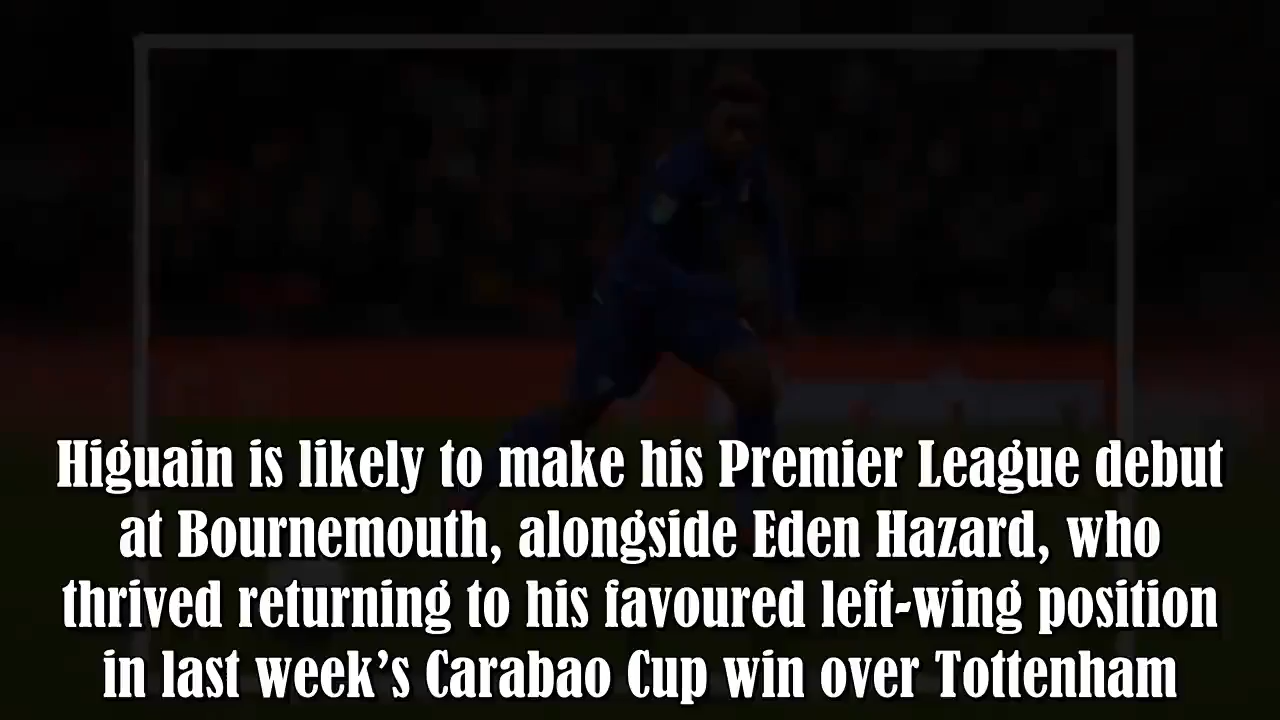 Higuain is likely to make his Premier League debut
at Bournemouth, alongside Eden Hazard, who
thrived returning to his favoured left-wing position
in last week’s Carabao Cup win over Tottenham